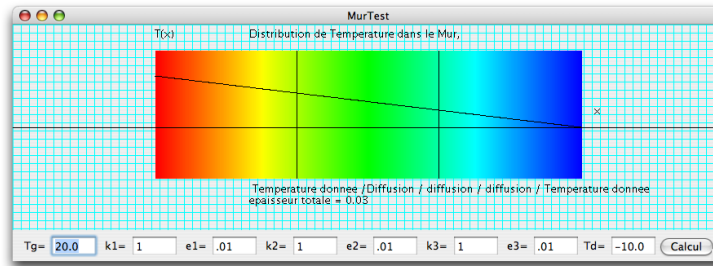 MurTest
T(x) Distribution de Temperature dans le Mur,
x
Temperature donnee /Diffusion / diffusion / diffusion / Temperature donnee
epaisseur totale = 0.03
Tg= 20.0 k1= 1 e1= .01 k2= 1 e2= .01 k3= 1 e3= .01 Td= -10.0 Calcul